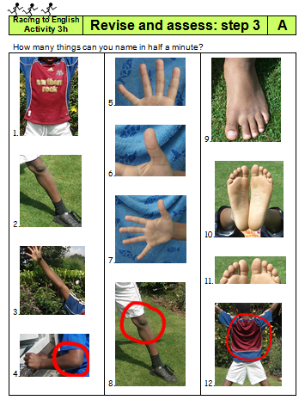 Racing to English
Activity 3h
Revise and assess: step 3
A
How many things can you name in half a minute?
1.
2.
3.
4.
5.
6.
7.
8.
9.
10.
11.
12